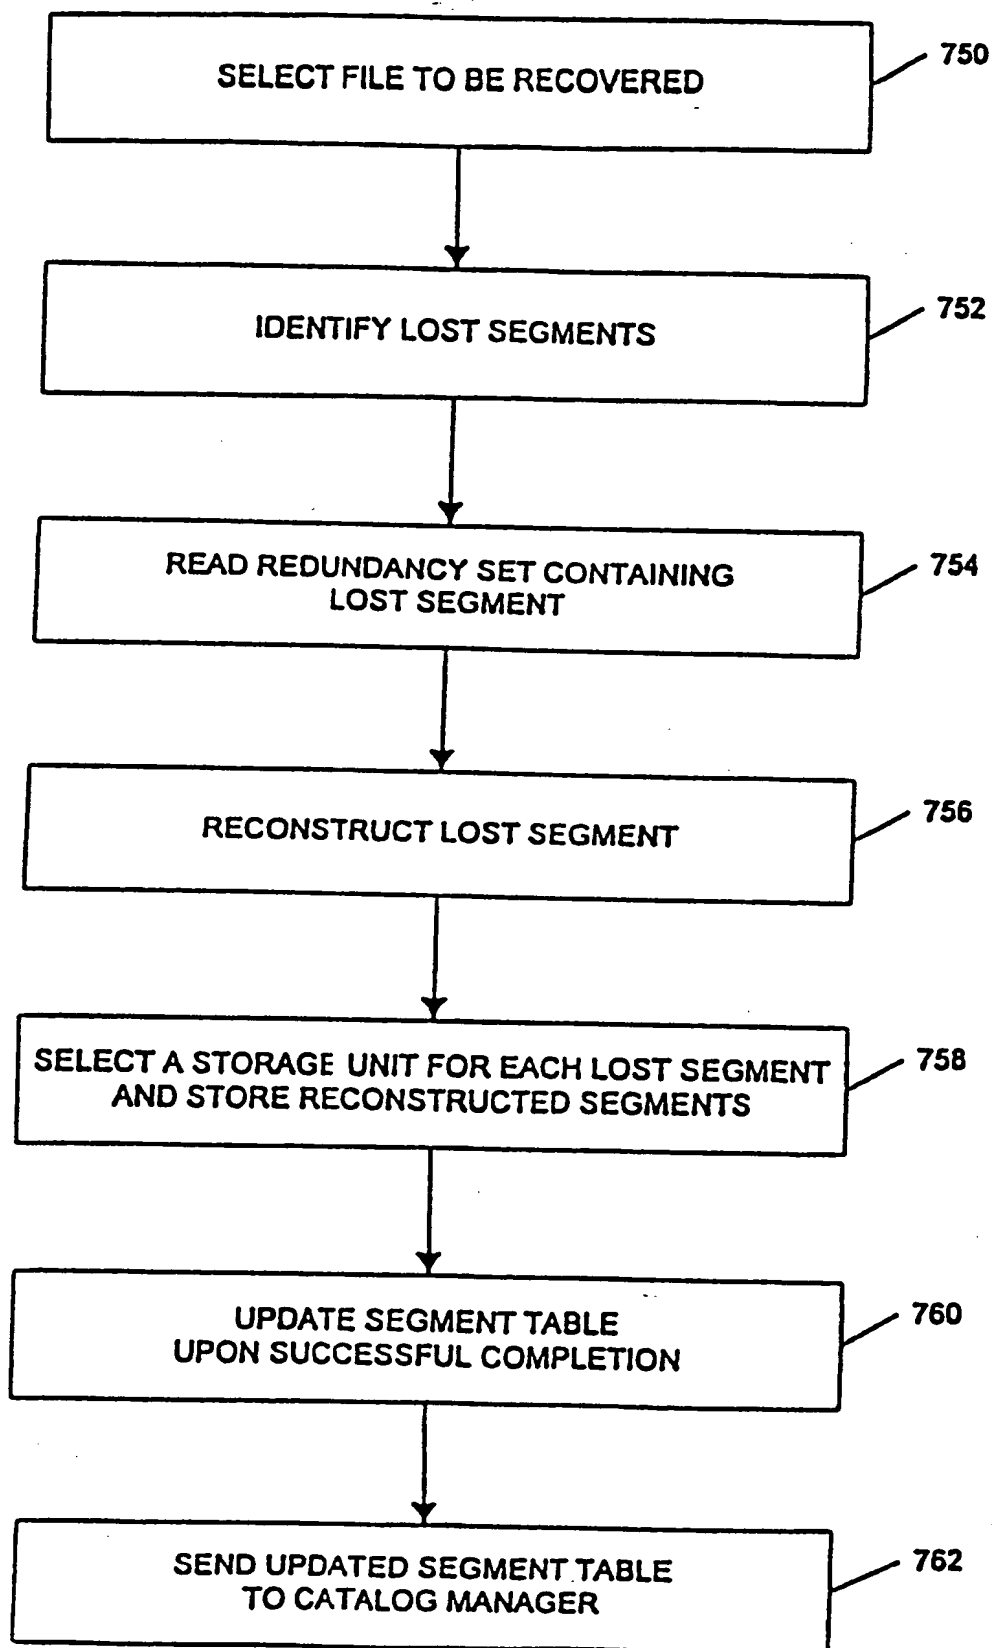 SELECT FILE TO BE RECOVERED
750
IDENTIFY LOST SEGMENTS
752
READ REDUNDANCY SET CONTAINING
LOST SEGMENT
754
RECONSTRUCT LOST SEGMENT
756
SELECT A STORAGE UNIT FOR EACH LOST SEGMENT
AND STORE RECONSTRUCTED SEGMENTS
758
UPDATE SEGMENT TABLE
UPON SUCCESSFUL COMPLETION
760
SEND UPDATED SEGMENT TABLE
TO CATALOG MANAGER
762